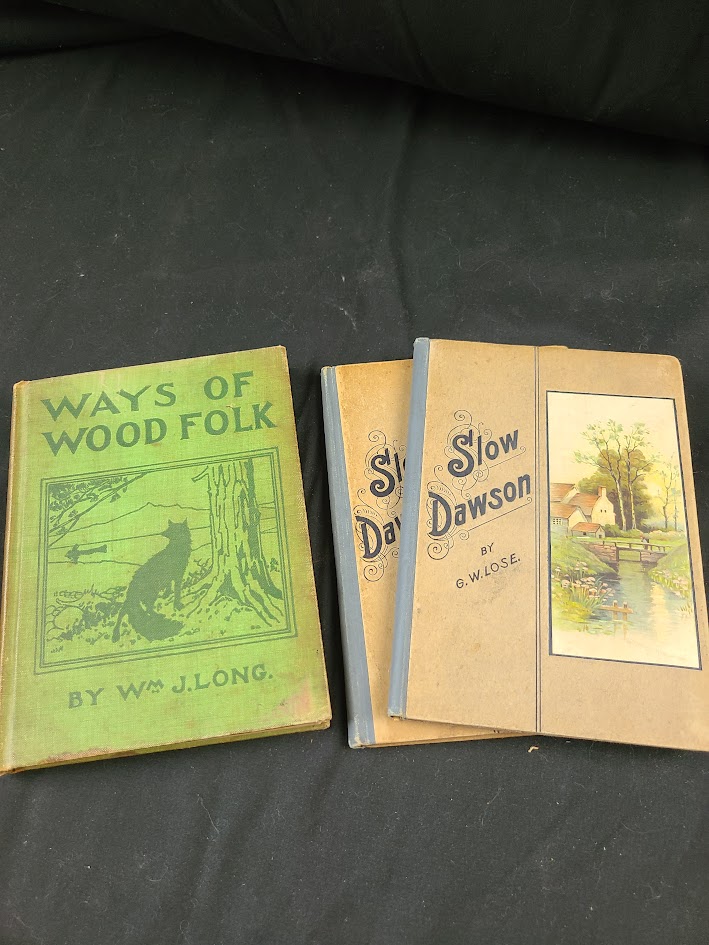 WAYS OF
WOOD FOLK
BY WM J. LONG.
Slow
Dawson
BY
G. W. LOSE.